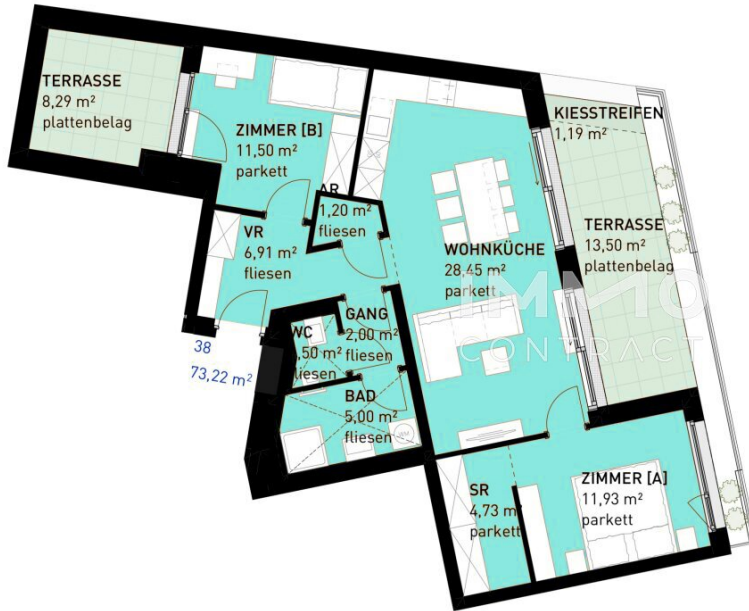 TERRASSE
8,29 m²
plattenbelag
ZIMMER [B]
11,50 m²
parkett
KIESSTREIFEN
1,19 m²
AR
1,20 m²
fliesen
VR
6,91 m²
fliesen
WOHNKÜCHE
28,45 m²
parkett
TERRASSE
13,50 m²
plattenbelag
IMMO
CONTRACT
GANG
2,00 m²
fliesen
WC
,50 m²
fliesen
38
73,22 m²
BAD
5,00 m²
fliesen
WM
SR
4,73 m²
parkett
ZIMMER [A]
11,93 m²
parkett